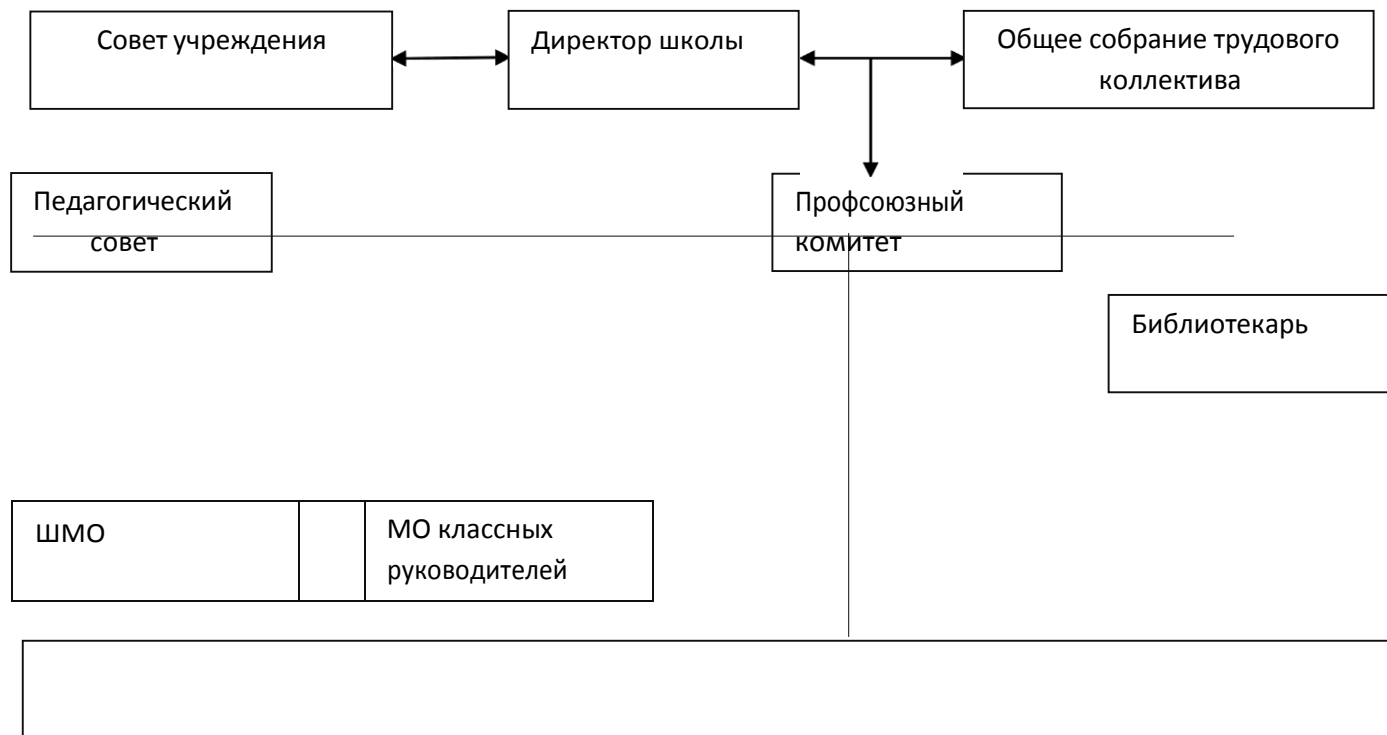 Совет учреждения
Директор школы
Общее собрание трудового
коллектива
Педагогический
совет
Профсоюзный
комитет
Библиотекарь
ШМО
МО классных
руководителей